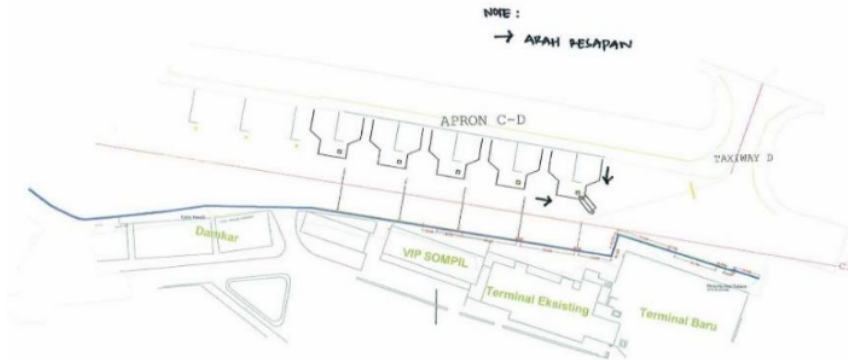 NOTE :
→ ARAH RESAPAN
APRON C-D
TAXIWAY D
Damkar
VIP SOMPIL
Terminal Eksisting
Terminal Baru